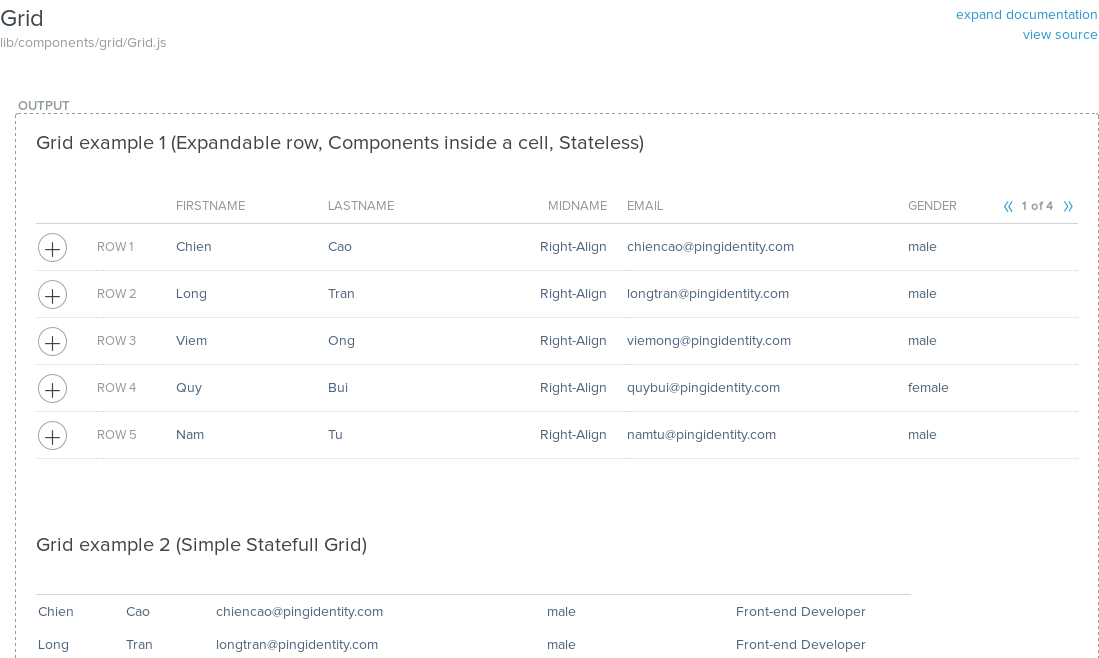 Grid
expand documentation
lib/components/grid/Grid.js
view source
OUTPUT
Grid example 1 (Expandable row, Components inside a cell, Stateless)
FIRSTNAME LASTNAME MIDNAME EMAIL GENDER « 1 of 4 »
ROW 1 Chien Cao Right-Align chiencao@pingidentity.com male
ROW 2 Long Tran Right-Align longtran@pingidentity.com male
ROW 3 Viem Ong Right-Align viemong@pingidentity.com male
ROW 4 Quy Bui Right-Align quybui@pingidentity.com female
ROW 5 Nam Tu Right-Align namtu@pingidentity.com male
Grid example 2 (Simple Statefull Grid)
Chien Cao chiencao@pingidentity.com male Front-end Developer
Long Tran longtran@pingidentity.com male Front-end Developer